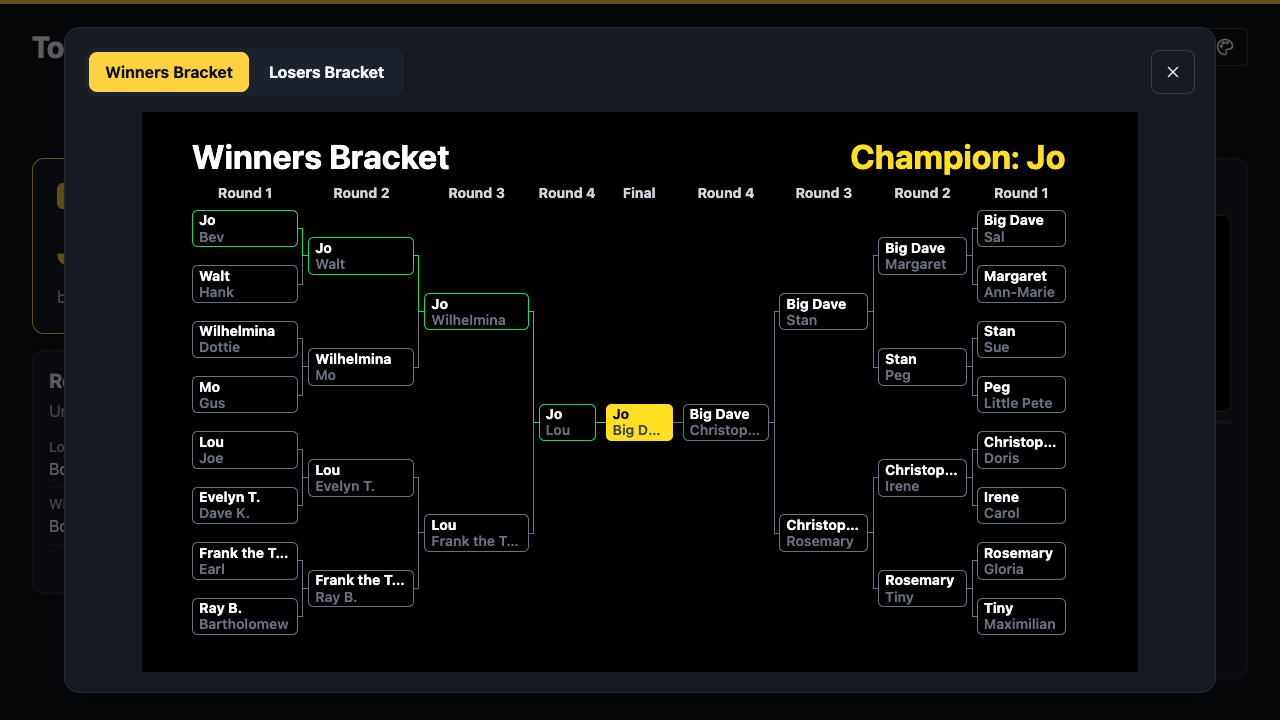 To
Winners Bracket
Losers Bracket
Winners Bracket
Champion: Jo
Round 1
Round 2
Round 3
Round 4
Final
Round 4
Round 3
Round 2
Round 1
Jo
Bev
Walt
Hank
Wilhelmina
Dottie
Mo
Gus
Lou
Joe
Evelyn T.
Dave K.
Frank the T...
Earl
Ray B.
Bartholomew
Jo
Walt
Wilhelmina
Mo
Lou
Evelyn T.
Frank the T...
Ray B.
Jo
Wilhelmina
Lou
Frank the T...
Jo
Lou
Jo
Big D...
Big Dave
Christop...
Big Dave
Stan
Christop...
Rosemary
Big Dave
Margaret
Stan
Peg
Christop...
Irene
Rosemary
Tiny
Big Dave
Sal
Margaret
Ann-Marie
Stan
Sue
Peg
Little Pete
Christop...
Doris
Irene
Carol
Rosemary
Gloria
Tiny
Maximilian